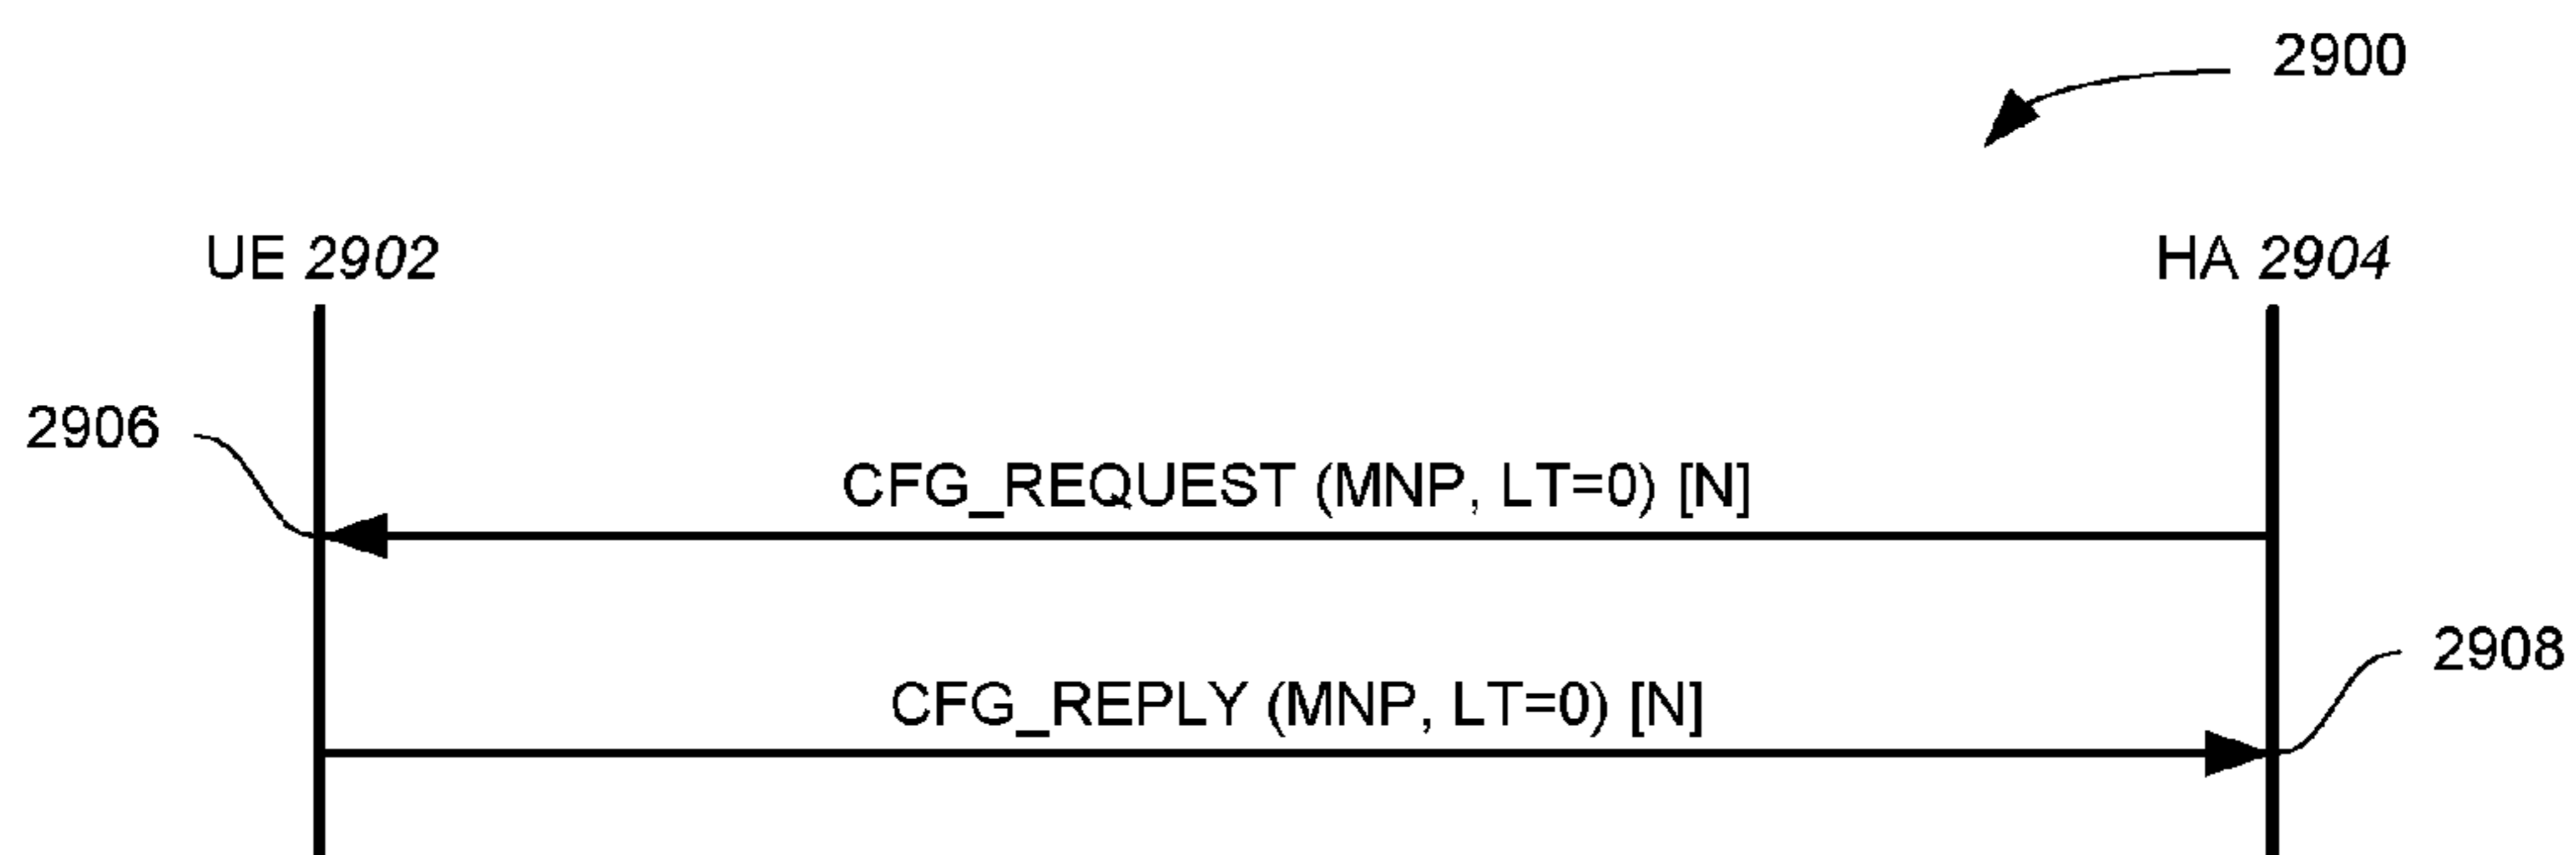 2900
UE 2902
HA 2904
2906
CFG_REQUEST (MNP, LT=0) [N]
2908
CFG_REPLY (MNP, LT=0) [N]